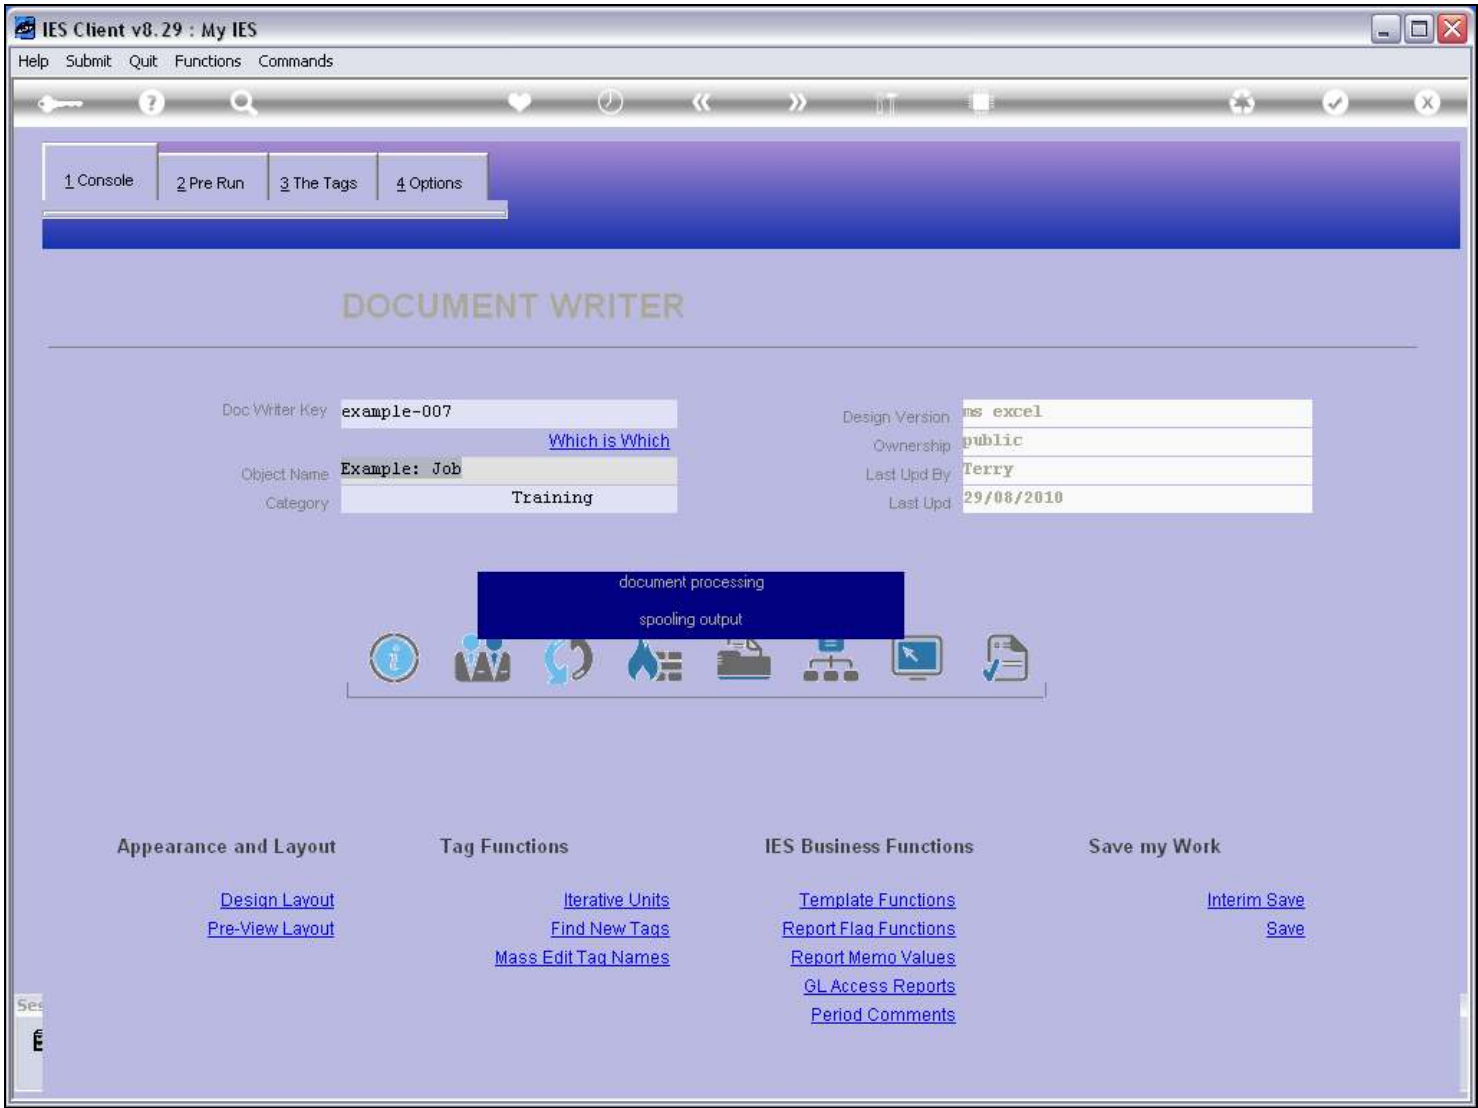 IES Client v8.29 : My IES
Help Submit Quit Functions Commands
1 Console
2 Pre Run
3 The Tags
4 Options
DOCUMENT WRITER
Doc Writer Key example-007
Which is Which
Object Name Example: Job
Category Training
Design Version ms excel
Ownership public
Last Upd By Terry
Last Upd 29/08/2010
document processing
spooling output
Appearance and Layout
Design Layout
Pre-View Layout
Tag Functions
Iterative Units
Find New Tags
Mass Edit Tag Names
IES Business Functions
Template Functions
Report Flag Functions
Report Memo Values
GL Access Reports
Period Comments
Save my Work
Interim Save
Save